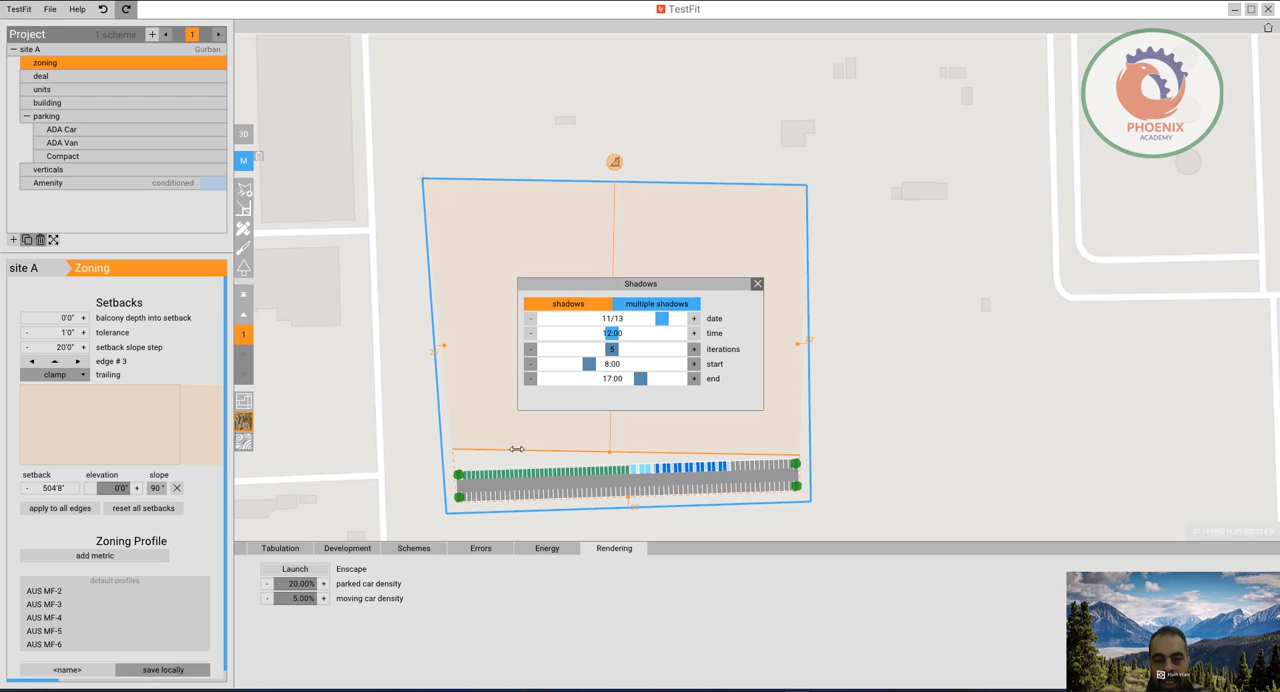 TestFit File Help
TestFit
Project 1 scheme + 1
site A Gurban
zoning
deal
units
building
parking
ADA Car
ADA Van
Compact
verticals
Amenity conditioned
3D
M
1
PHOENIX
ACADEMY
site A Zoning
Setbacks
0'0" + balcony depth into setback
- 1'0" + tolerance
- 20'0" + setback slope step
edge # 3
clamp trailing
setback elevation slope
- 504'8" 0'0" + 90 °
apply to all edges reset all setbacks
Zoning Profile
add metric
default profiles
AUS MF-2
AUS MF-3
AUS MF-4
AUS MF-5
AUS MF-6
<name> save locally
Shadows
shadows multiple shadows
- 11/13 + date
- 12:00 + time
- 5 + iterations
- 8:00 + start
- 17:00 + end
Tabulation Development Schemes Errors Energy Rendering
Launch Enscape
- 20.00% + parked car density
- 5.00% + moving car density
XSplit VCam